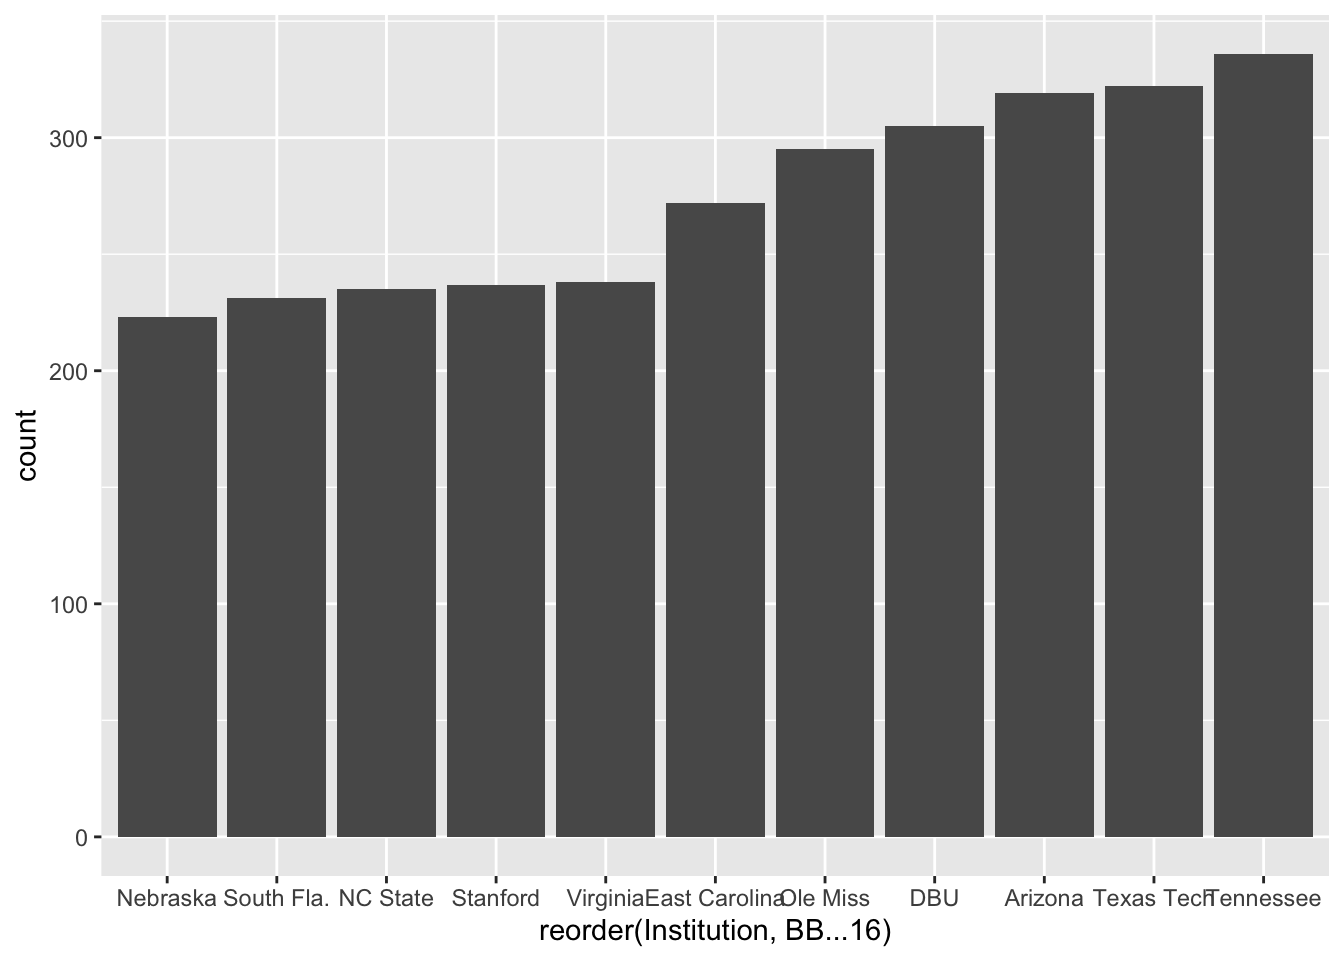 300
200
100
0
count
Nebraska South Fla. NC State Stanford Virginia East Carolina Ole Miss DBU Arizona Texas Tech Tennessee
reorder(Institution, BB...16)